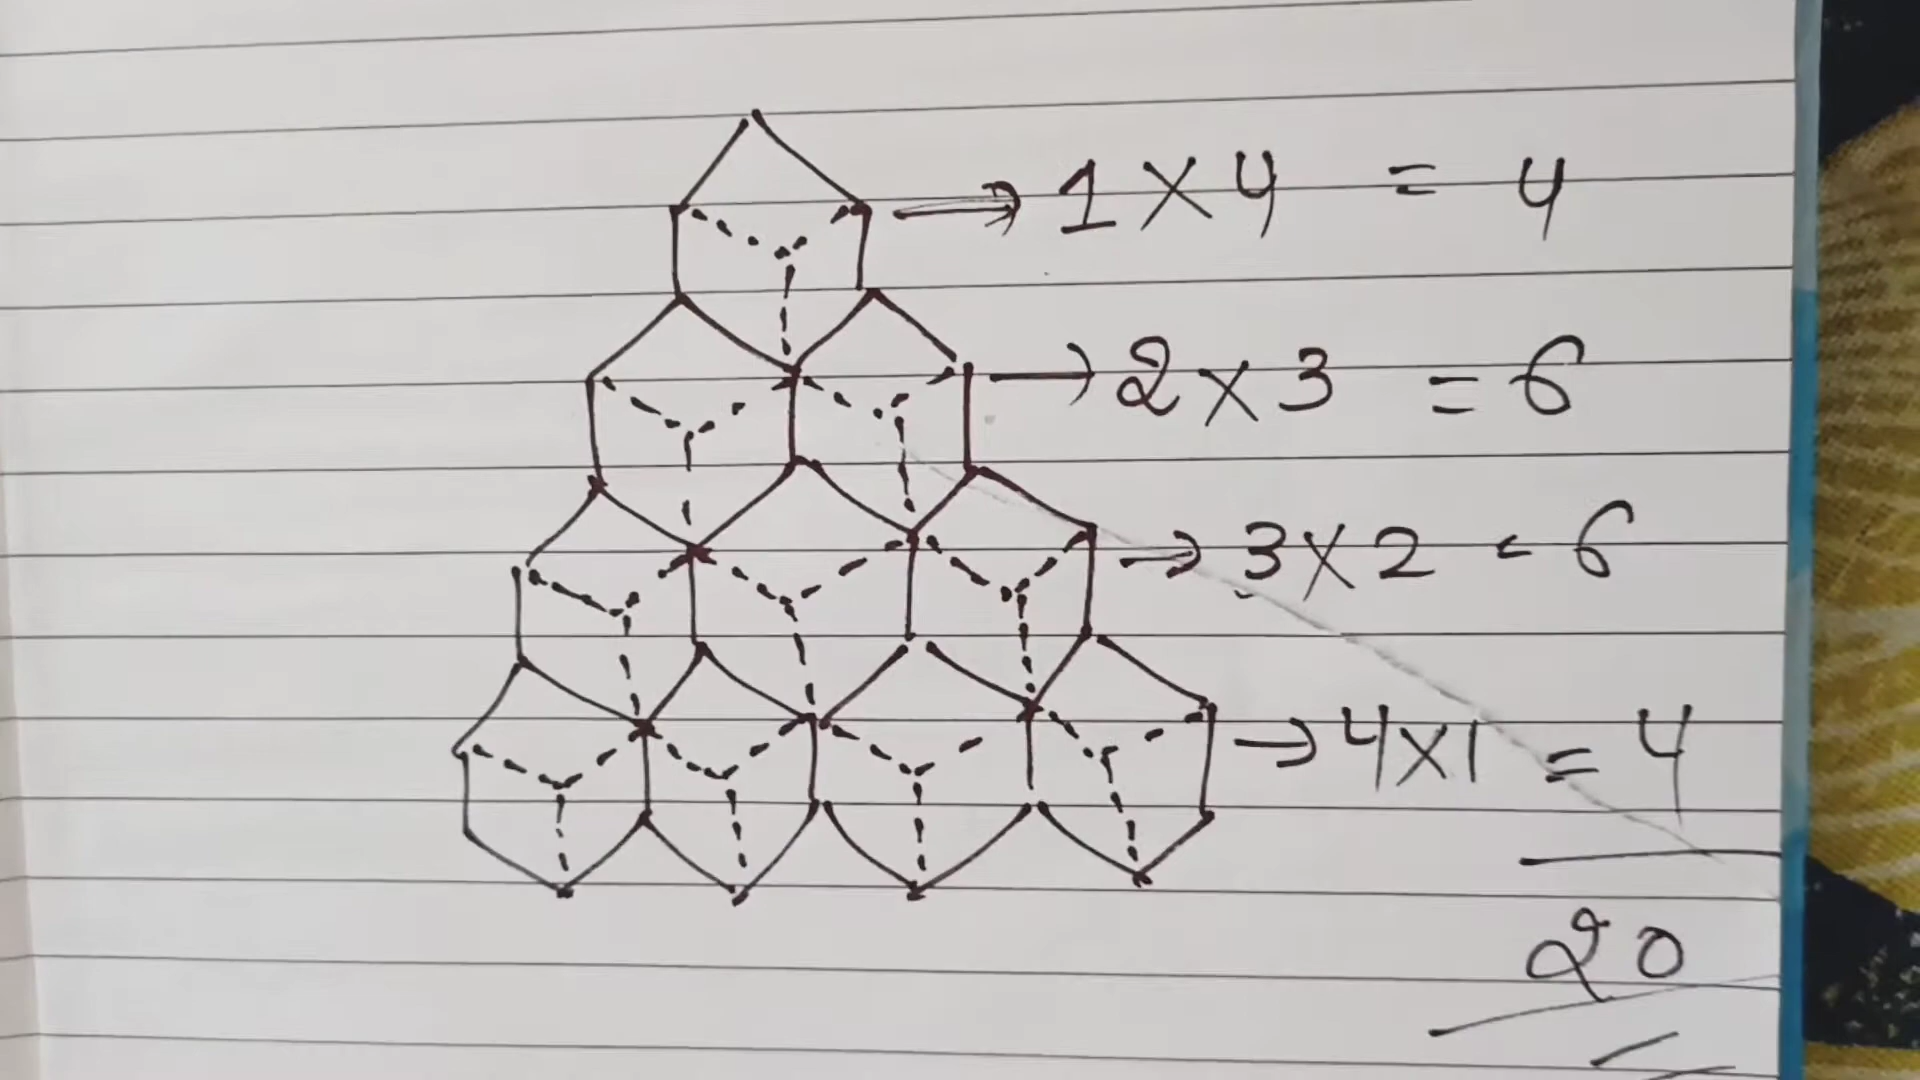 → 1 X 4 = 4
→ 2 X 3 = 6
→ 3 X 2 = 6
→ 4 X 1 = 4
20